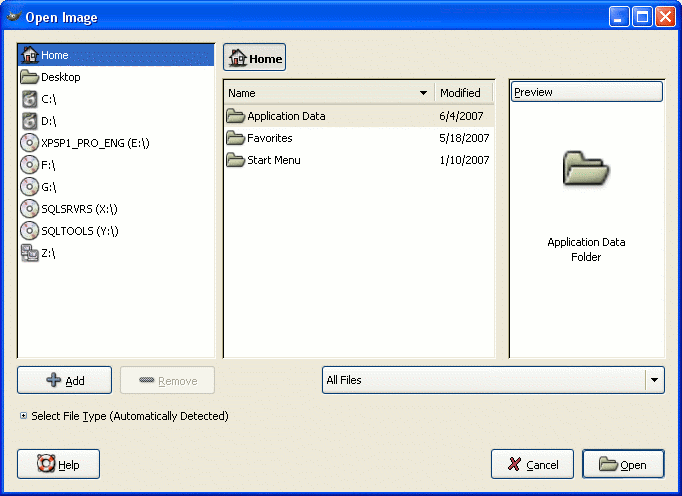 Open Image
Home
Desktop
C:\
D:\
XPSP1_PRO_ENG (E:\)
F:\
G:\
SQLSRVRS (X:\)
SQLTOOLS (Y:\)
Z:\
Home
Name Modified
Application Data 6/4/2007
Favorites 5/18/2007
Start Menu 1/10/2007
Preview
Application Data
Folder
Add
Remove
All Files
Select File Type (Automatically Detected)
Help
Cancel
Open